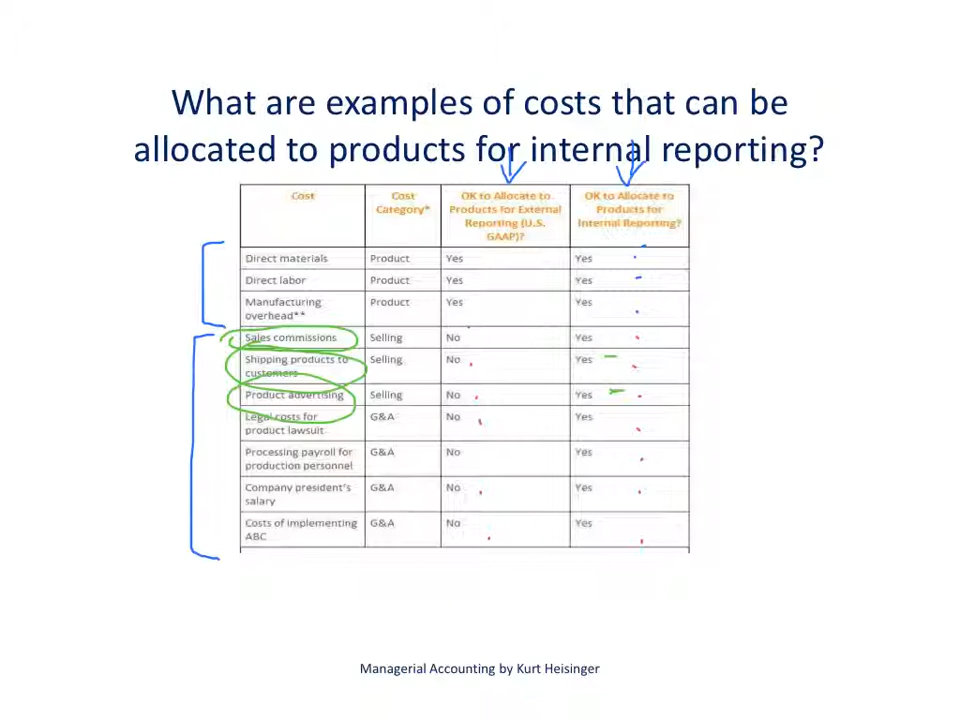 What are examples of costs that can be
allocated to products for internal reporting?
Cost
Cost
Category*
OK to Allocate to
Products for External
Reporting (U.S.
GAAP)?
OK to Allocate to
Products for
Internal Reporting?
Direct materials Product Yes Yes
Direct labor Product Yes Yes
Manufacturing
overhead** Product Yes Yes
Sales commissions Selling No Yes
Shipping products to
customers Selling No Yes
Product advertising Selling No Yes
Legal costs for
product lawsuit G&A No Yes
Processing payroll for
production personnel G&A No Yes
Company president's
salary G&A No Yes
Costs of implementing
ABC G&A No Yes
Managerial Accounting by Kurt Heisinger